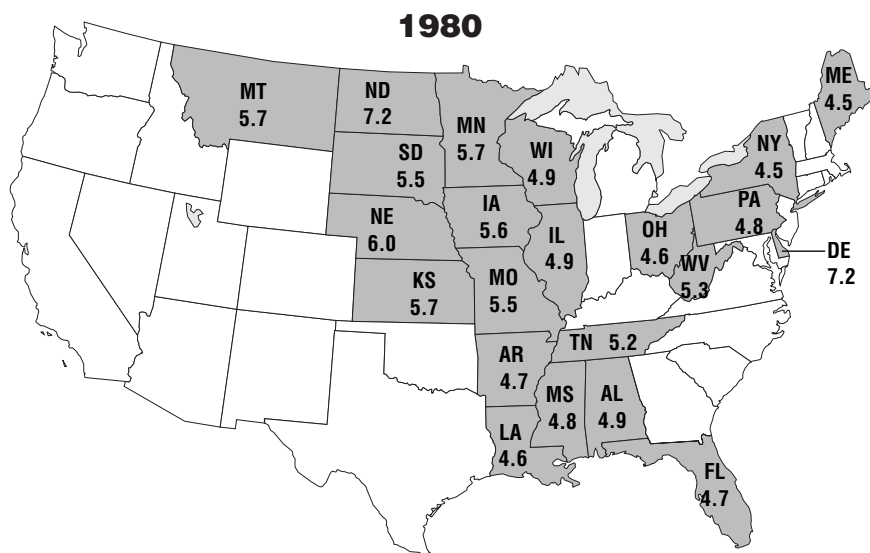 1980
ME
4.5
MT
5.7
ND
7.2
MN
5.7
WI
4.9
NY
4.5
SD
5.5
PA
4.8
IA
5.6
NE
6.0
IL
4.9
OH
4.6
WV
5.3
DE
7.2
KS
5.7
MO
5.5
TN 5.2
AR
4.7
MS
4.8
AL
4.9
LA
4.6
FL
4.7